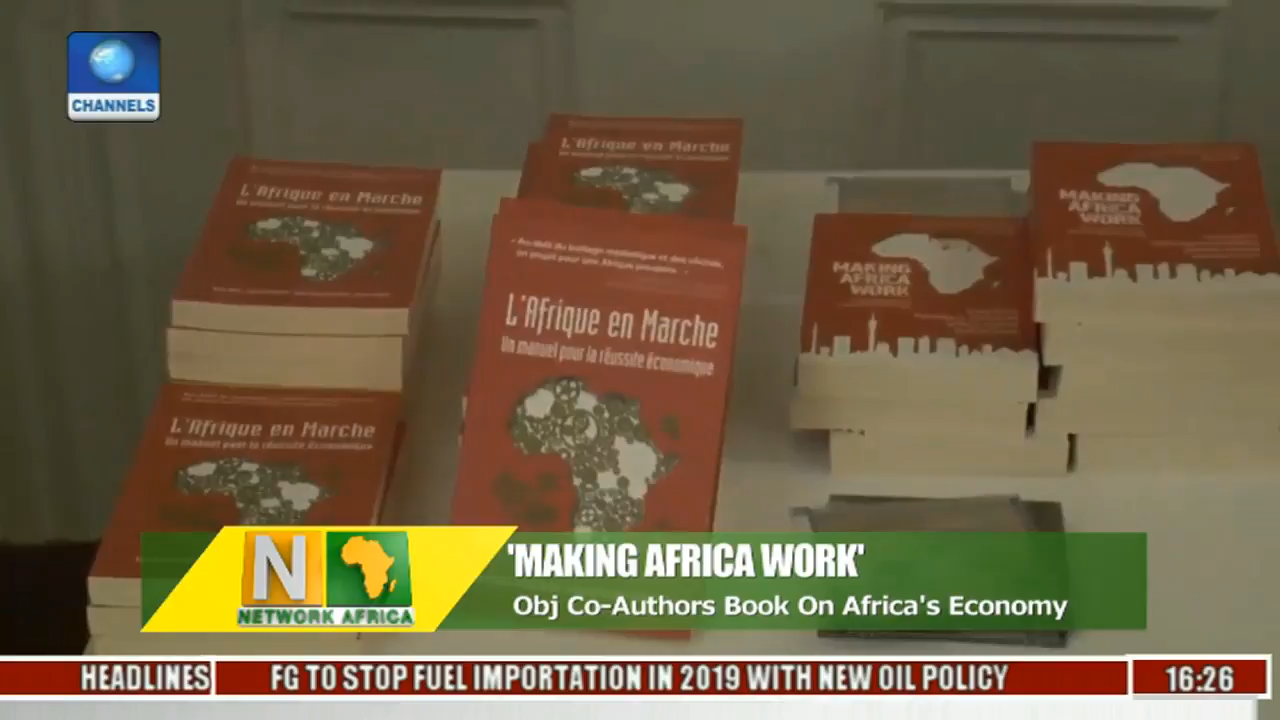 CHANNELS
L'Afrique en Marche
L'Afrique en Marche
MAKING
AFRICA
WORK
MAKING
AFRICA
WORK
L'Afrique en Marche
Un manuel pour la réussite économique
L'Afrique en Marche
Un manuel pour la réussite économique
N
NETWORK AFRICA
'MAKING AFRICA WORK'
Obj Co-Authors Book On Africa's Economy
HEADLINES
FG TO STOP FUEL IMPORTATION IN 2019 WITH NEW OIL POLICY
16:26